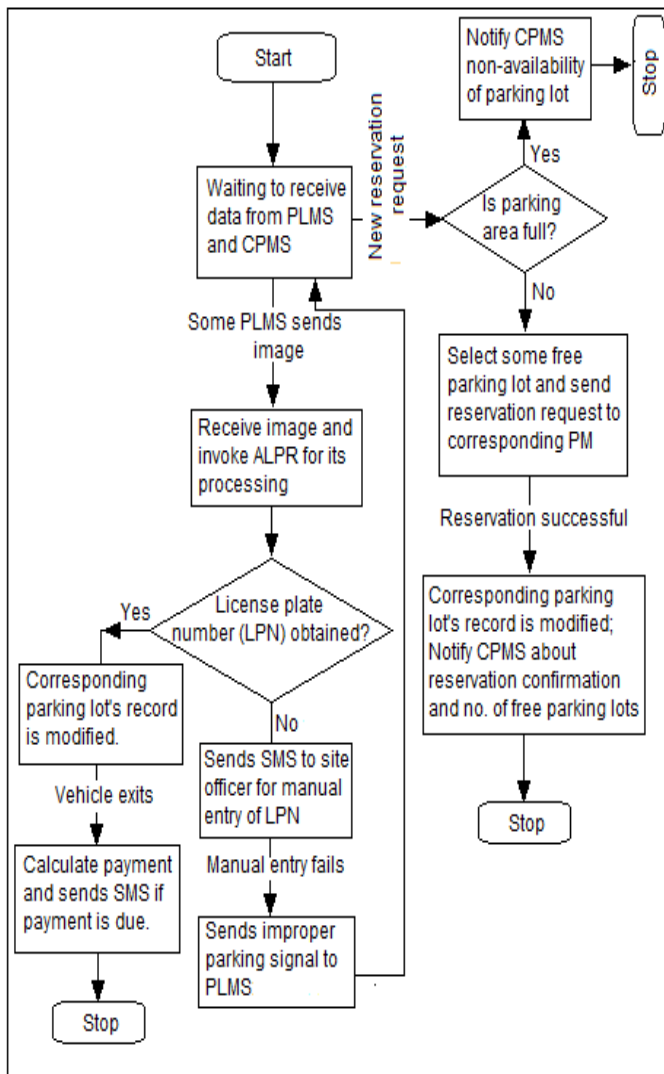 Start
Waiting to receive
data from PLMS
and CPMS
New reservation
request
Notify CPMS
non-availability
of parking lot
Stop
Yes
Is parking
area full?
No
Some PLMS sends
image
Select some free
parking lot and send
reservation request to
corresponding PM
Receive image and
invoke ALPR for its
processing
Reservation successful
License plate
number (LPN) obtained?
Yes
Corresponding parking
lot's record is modified;
Notify CPMS about
reservation confirmation
and no. of free parking lots
Corresponding
parking lot's record
is modified.
No
Sends SMS to site
officer for manual
entry of LPN
Vehicle exits
Stop
Manual entry fails
Calculate payment
and sends SMS if
payment is due.
Sends improper
parking signal to
PLMS
Stop